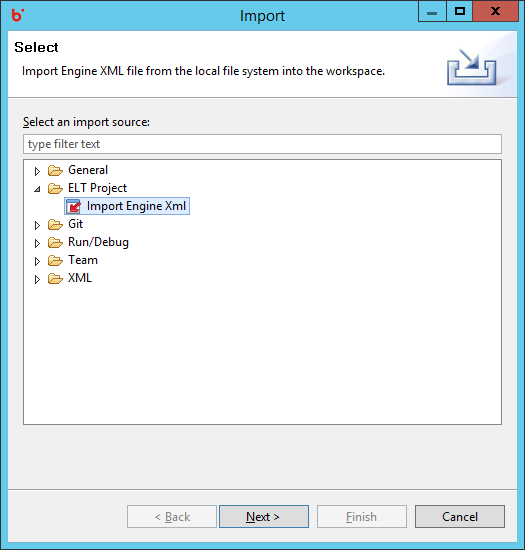 Import
Select
Import Engine XML file from the local file system into the workspace.
Select an import source:
type filter text
General
ELT Project
Import Engine Xml
Git
Run/Debug
Team
XML
< Back Next > Finish Cancel